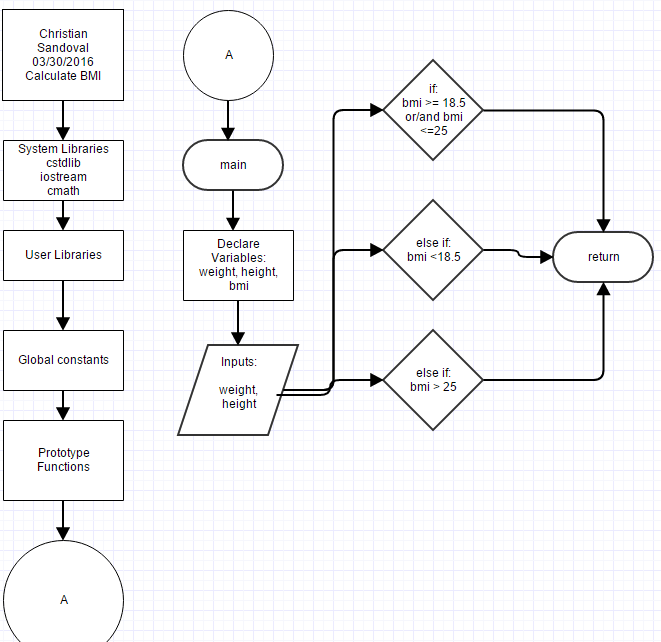 Christian
Sandoval
03/30/2016
Calculate BMI
System Libraries
cstdlib
iostream
cmath
User Libraries
Global constants
Prototype
Functions
A
A
main
Declare
Variables:
weight, height,
bmi
Inputs:
weight,
height
if:
bmi >= 18.5
or/and bmi
<=25
else if:
bmi <18.5
else if:
bmi > 25
return